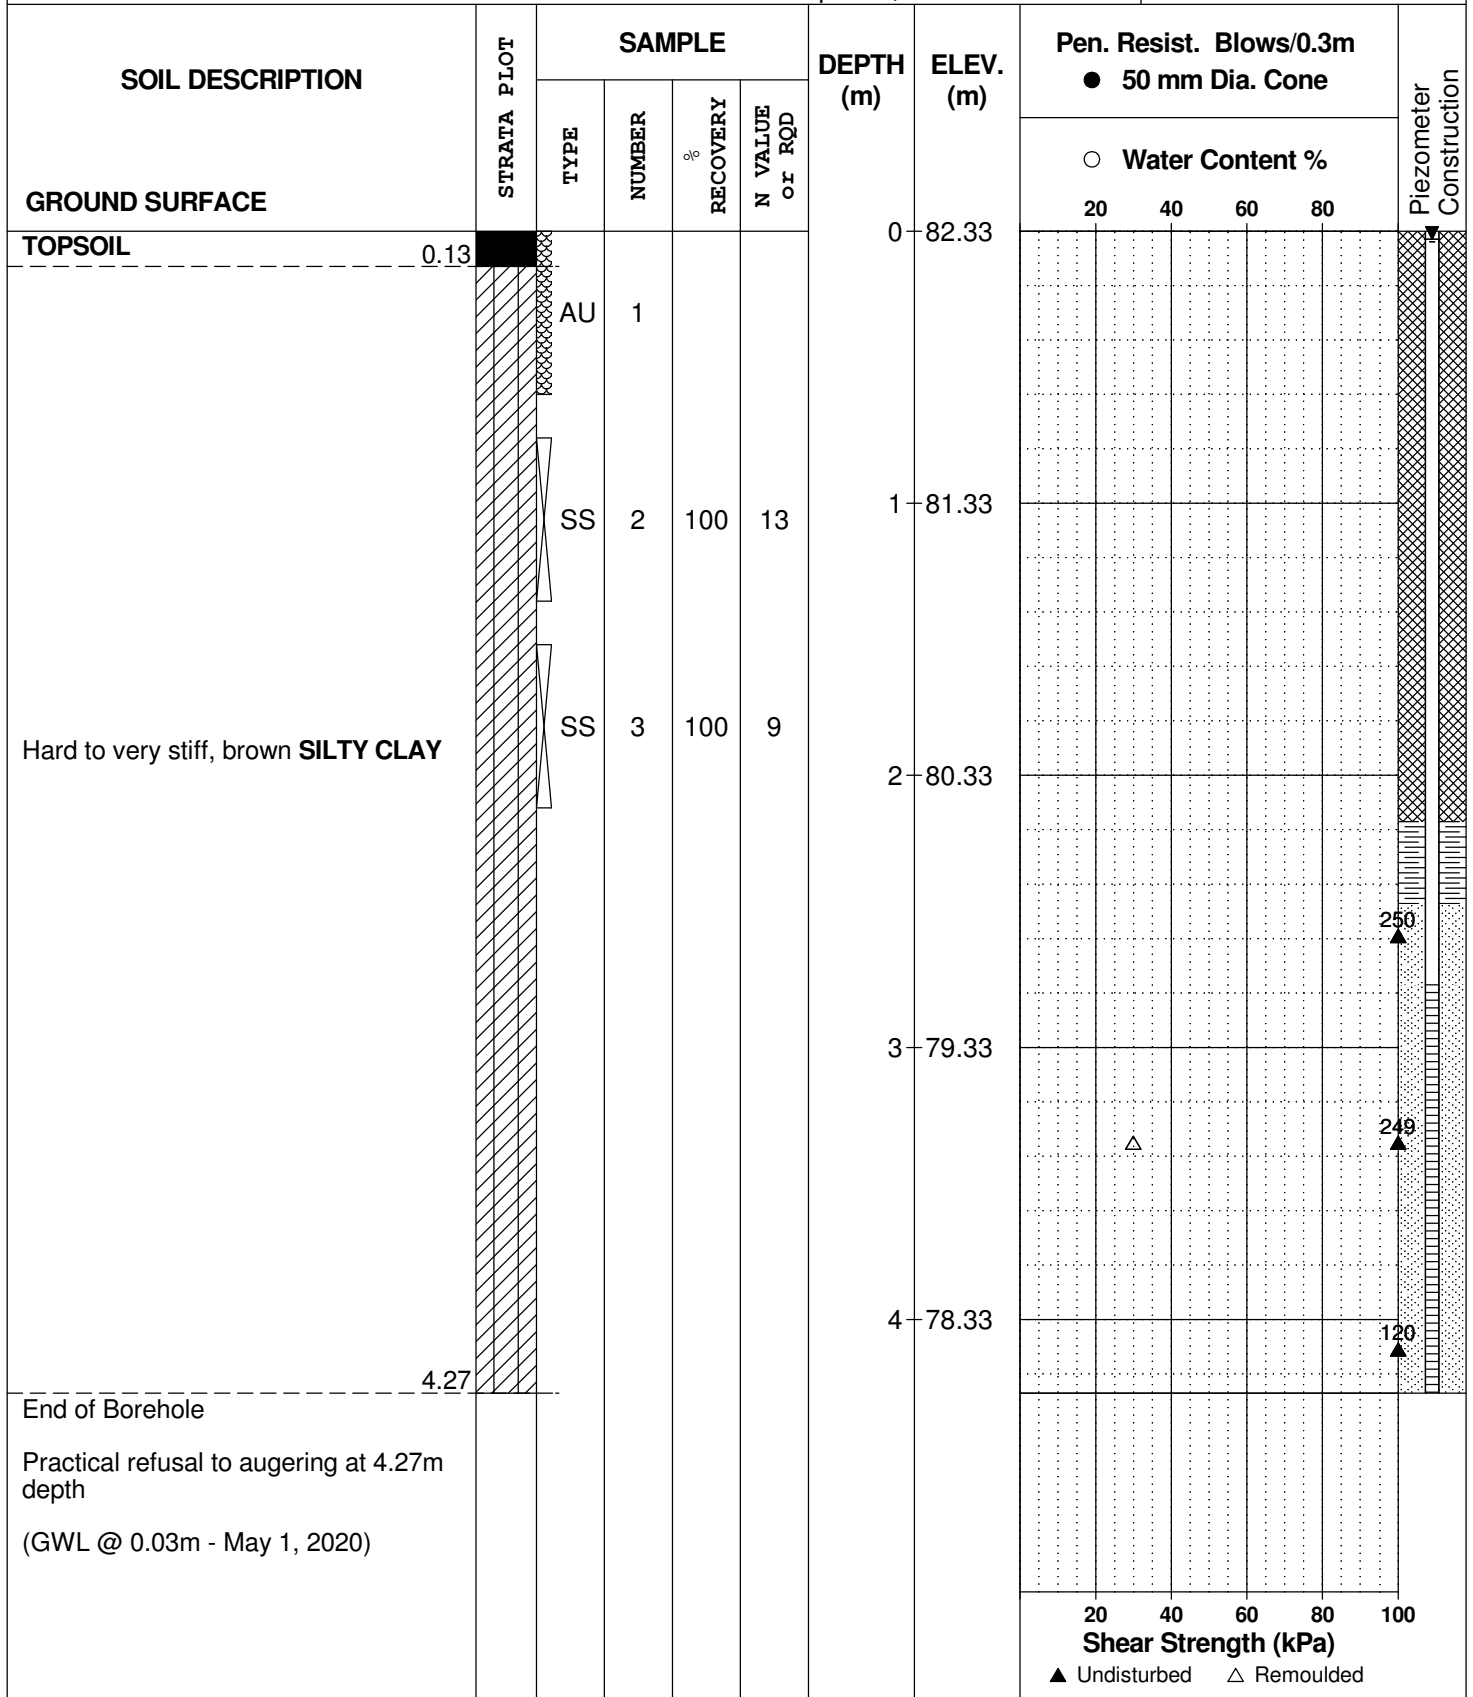 SOIL DESCRIPTION
GROUND SURFACE
STRATA PLOT
SAMPLE
TYPE
NUMBER
% RECOVERY
N VALUE or RQD
DEPTH (m)
ELEV. (m)
Pen. Resist. Blows/0.3m
● 50 mm Dia. Cone
○ Water Content %
20 40 60 80
Piezometer Construction
TOPSOIL
0.13
0 82.33
AU 1
1 81.33
SS 2 100 13
SS 3 100 9
Hard to very stiff, brown SILTY CLAY
2 80.33
250
3 79.33
249
4 78.33
120
4.27
End of Borehole
Practical refusal to augering at 4.27m
depth
(GWL @ 0.03m - May 1, 2020)
20 40 60 80 100
Shear Strength (kPa)
▲ Undisturbed △ Remoulded